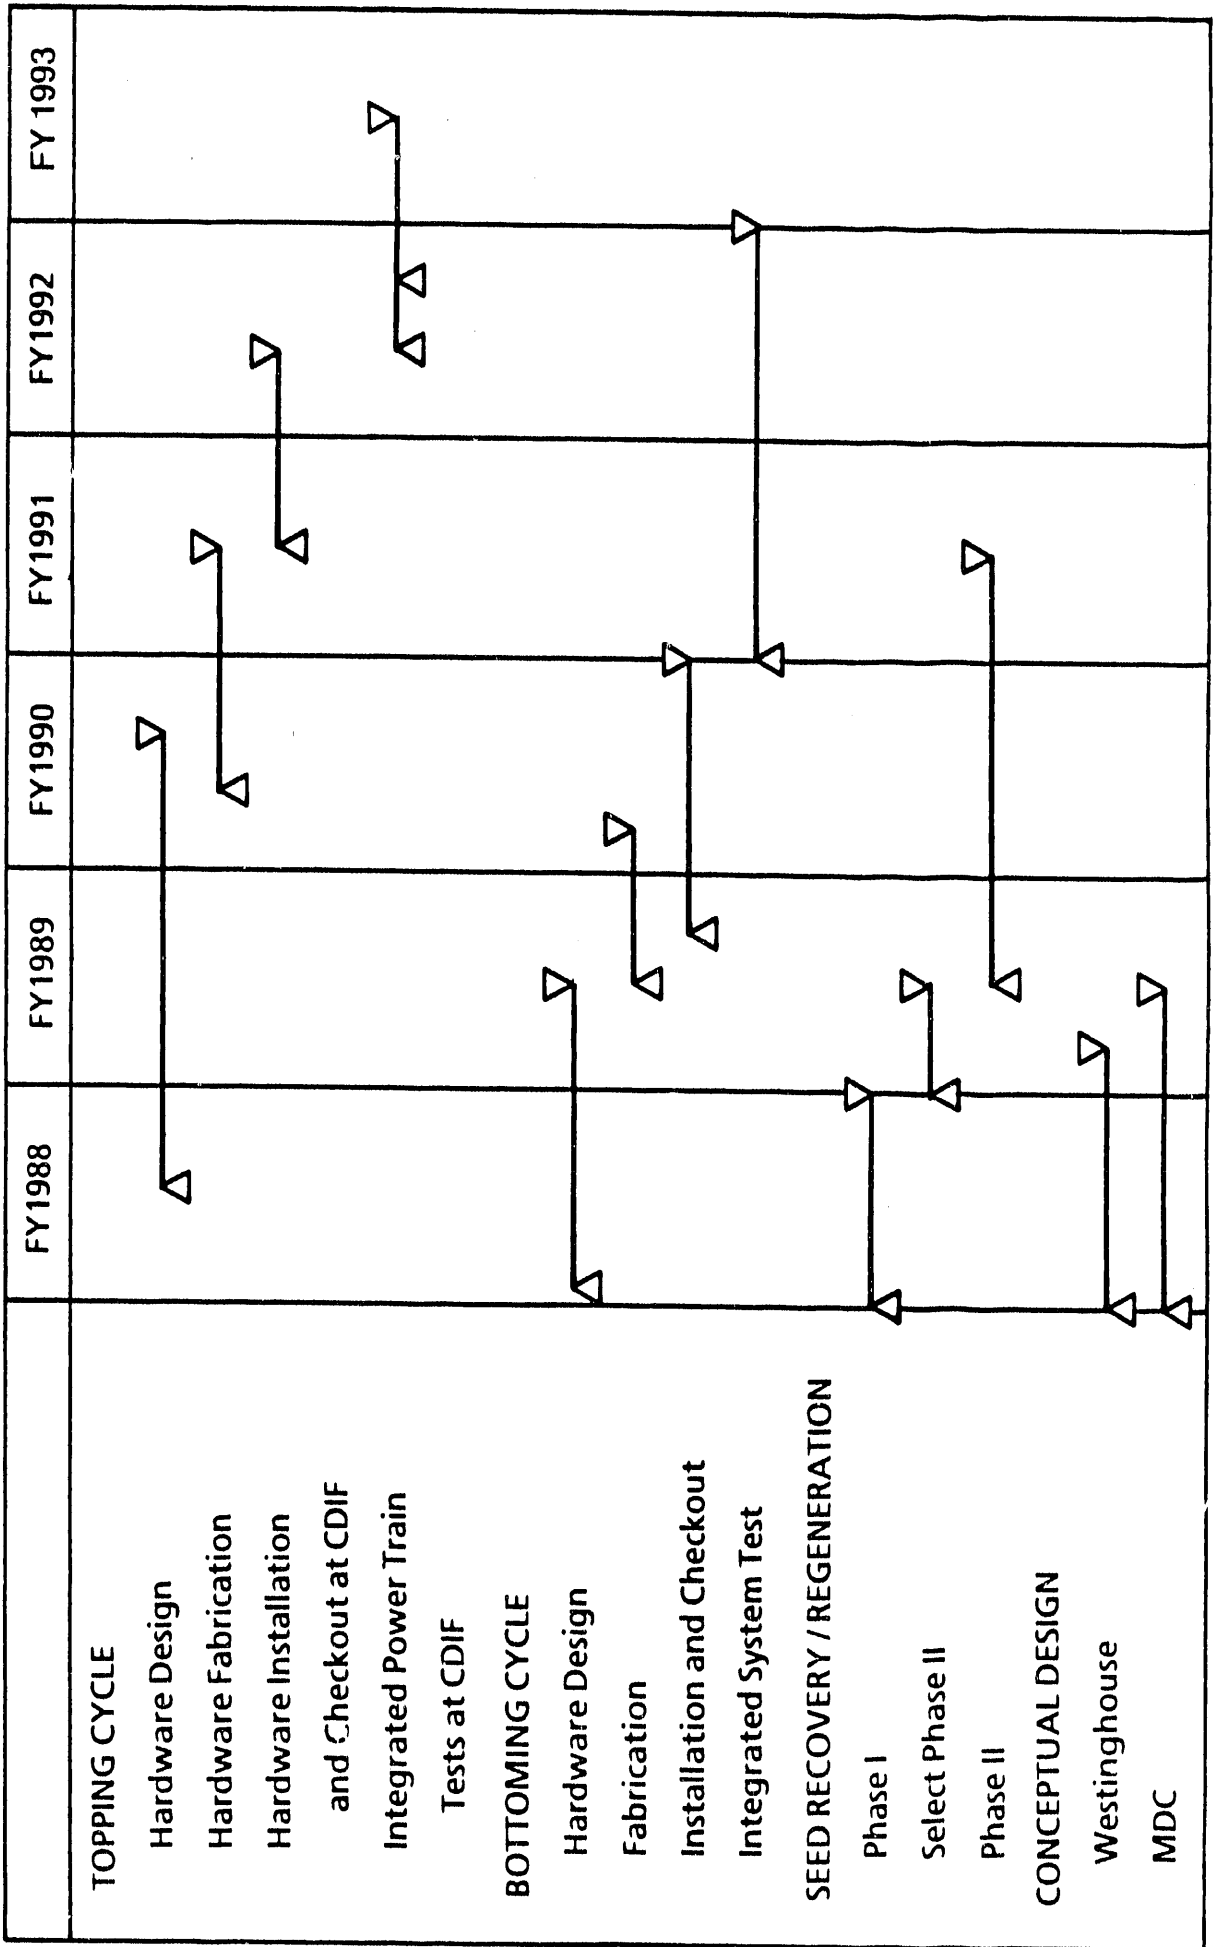 FY1988 FY1989 FY1990 FY1991 FY1992 FY 1993
TOPPING CYCLE
Hardware Design
Hardware Fabrication
Hardware Installation
and Checkout at CDIF
Integrated Power Train
Tests at CDIF
BOTTOMING CYCLE
Hardware Design
Fabrication
Installation and Checkout
Integrated System Test
SEED RECOVERY / REGENERATION
Phase I
Select Phase II
Phase II
CONCEPTUAL DESIGN
Westinghouse
MDC